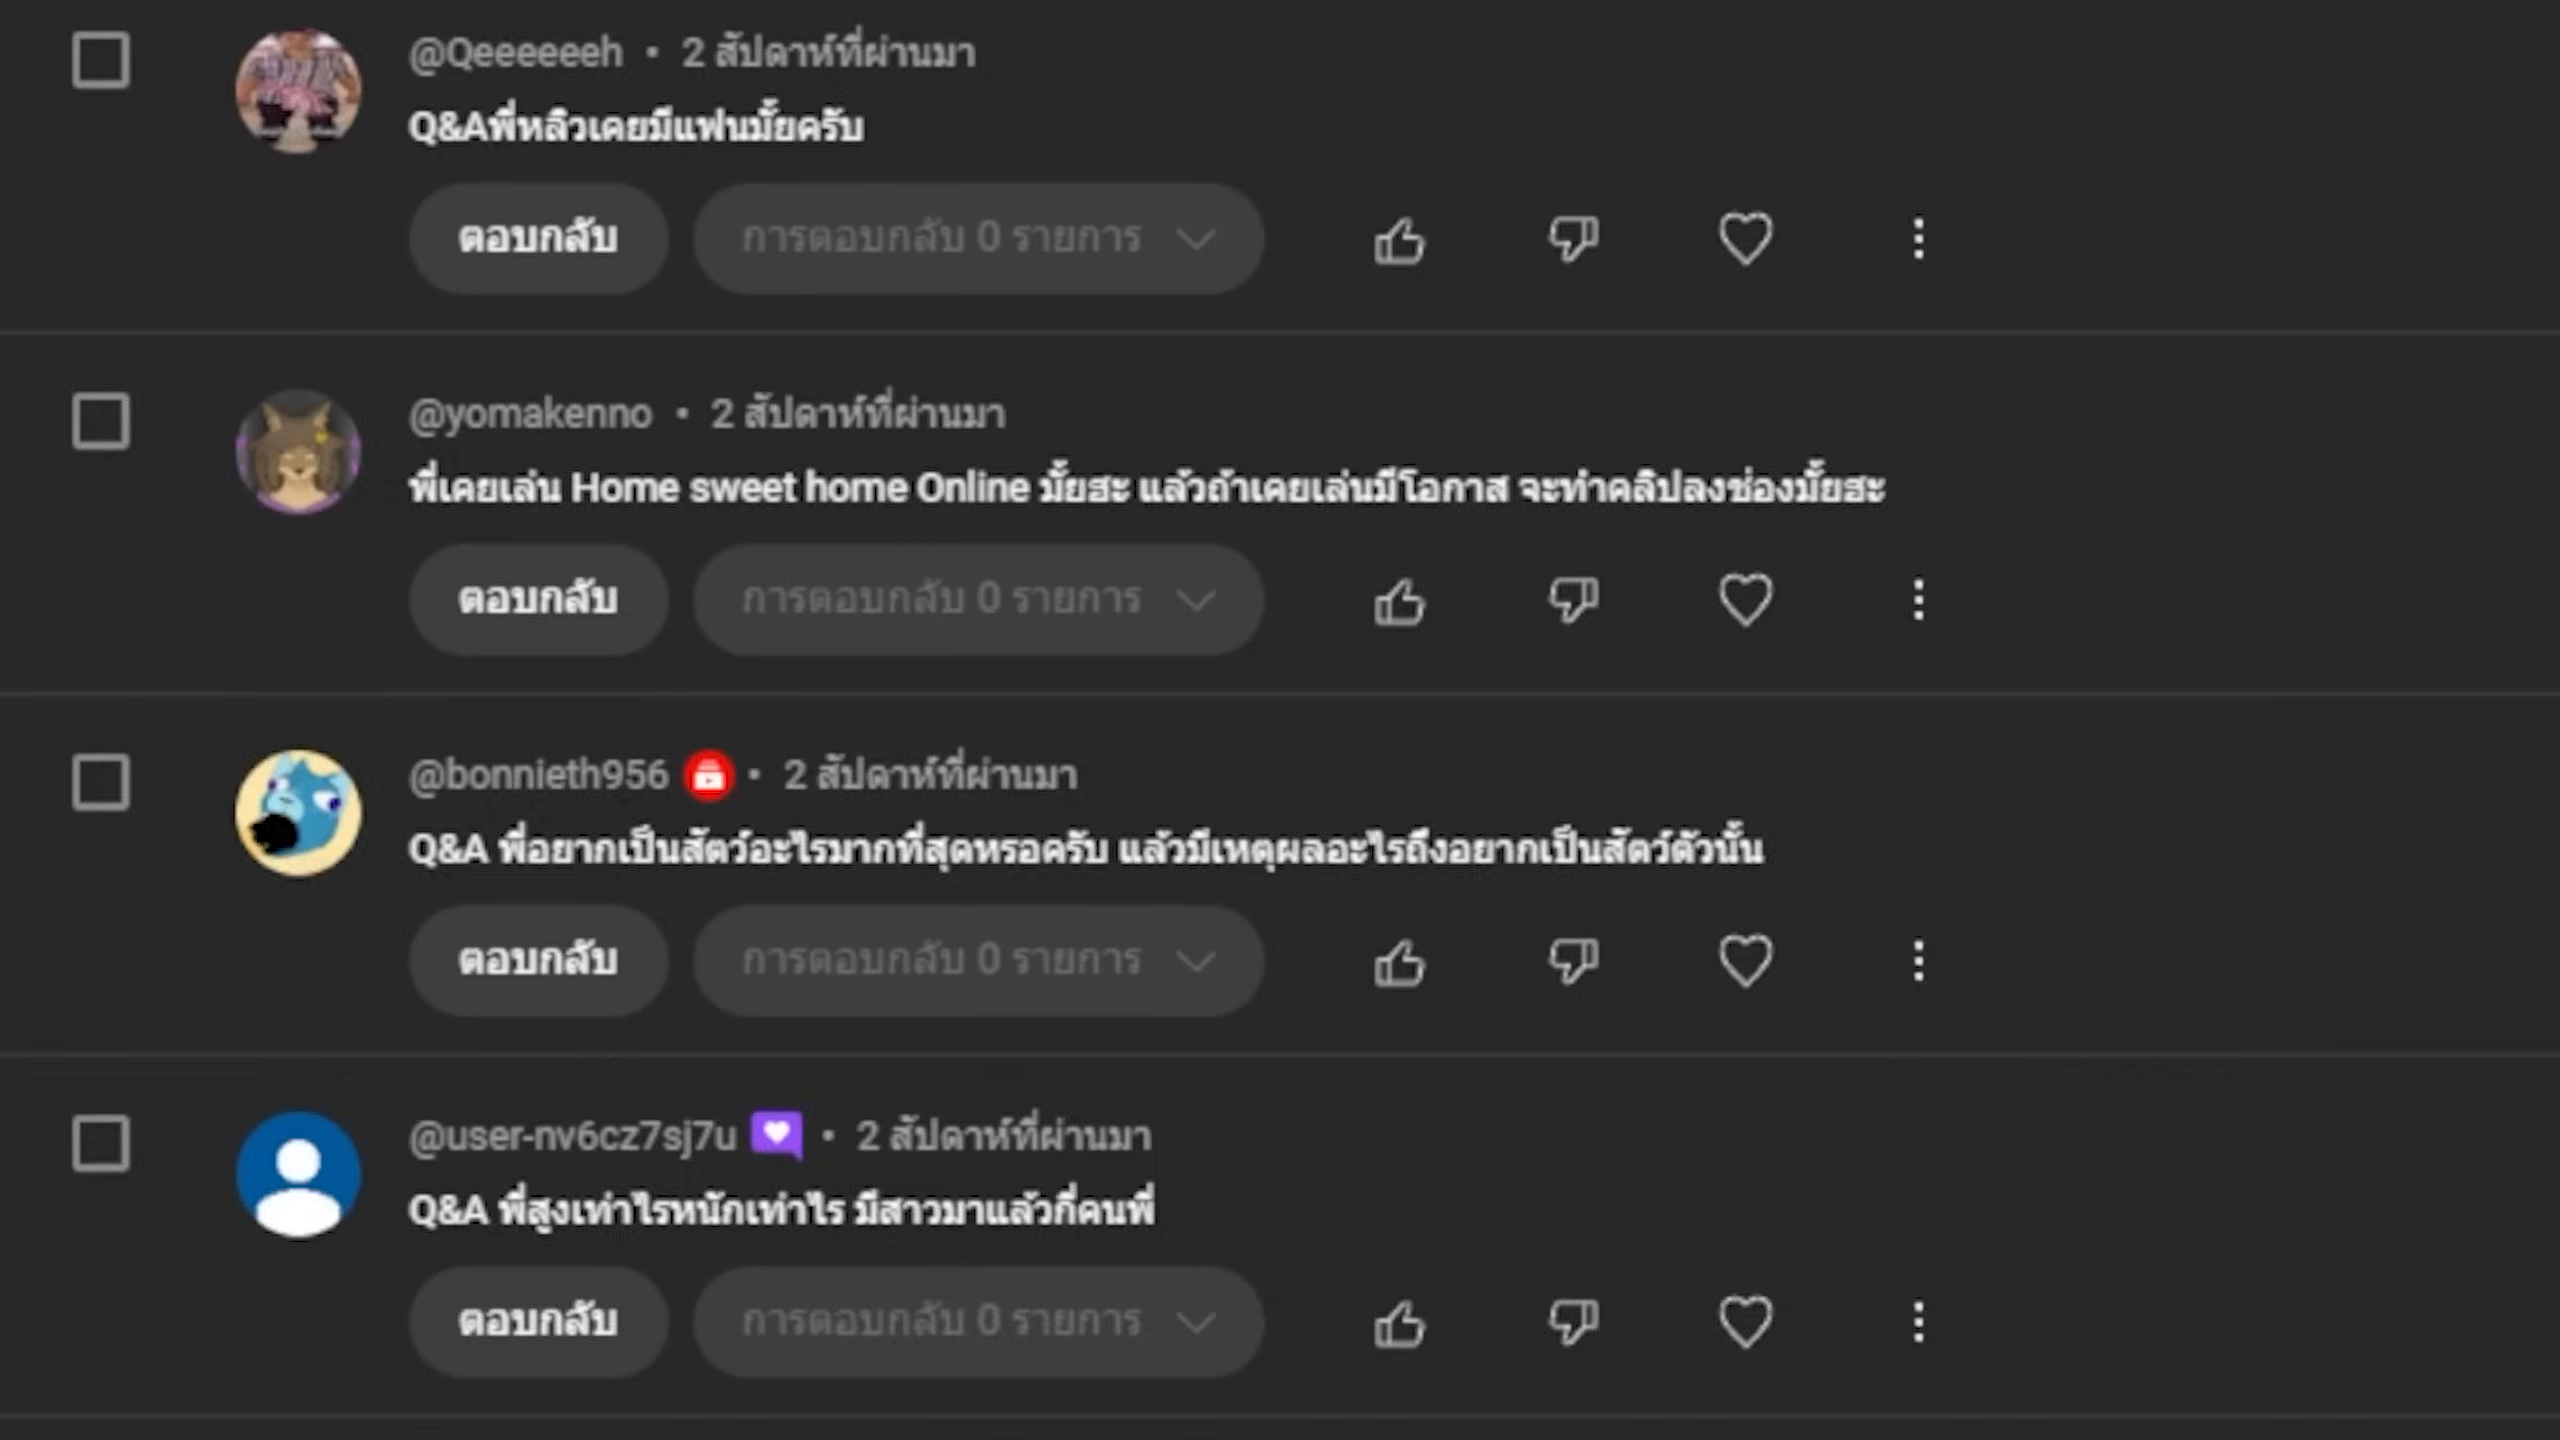 @Qeeeeeeh • 2 สัปดาห์ที่ผ่านมา
Q&Aพี่หลิวเคยมีแฟนมั้ยครับ
ตอบกลับ การตอบกลับ 0 รายการ
@yomakenno • 2 สัปดาห์ที่ผ่านมา
พี่เคยเล่น Home sweet home Online มั้ยฮะ แล้วถ้าเคยเล่นมีโอกาส จะทำคลิปลงช่องมั้ยฮะ
ตอบกลับ การตอบกลับ 0 รายการ
@bonnieth956 • 2 สัปดาห์ที่ผ่านมา
Q&A พี่อยากเป็นสัตว์อะไรมากที่สุดหรอครับ แล้วมีเหตุผลอะไรถึงอยากเป็นสัตว์ตัวนั้น
ตอบกลับ การตอบกลับ 0 รายการ
@user-nv6cz7sj7u • 2 สัปดาห์ที่ผ่านมา
Q&A พี่สูงเท่าไรหนักเท่าไร มีสาวมาแล้วกี่คนพี่
ตอบกลับ การตอบกลับ 0 รายการ